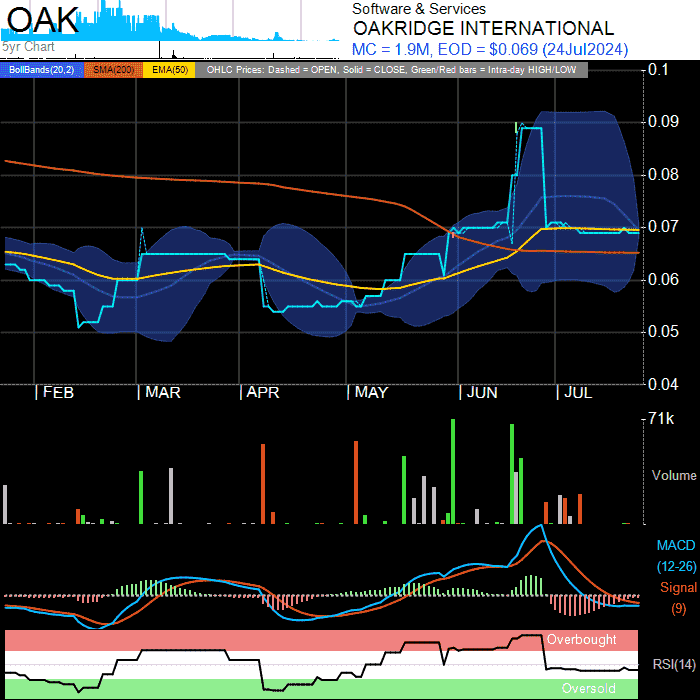 OAK
Software & Services
OAKRIDGE INTERNATIONAL
5yr Chart
MC = 1.9M, EOD = $0.069 (24Jul2024)
BollBands(20,2) SMA(200) EMA(50) OHLC Prices: Dashed = OPEN, Solid = CLOSE, Green/Red bars = Intra-day HIGH/LOW
0.1
0.09
0.08
0.07
0.06
0.05
0.04
FEB MAR APR MAY JUN JUL
71k
Volume
MACD
(12-26)
Signal
(9)
Overbought
RSI(14)
Oversold